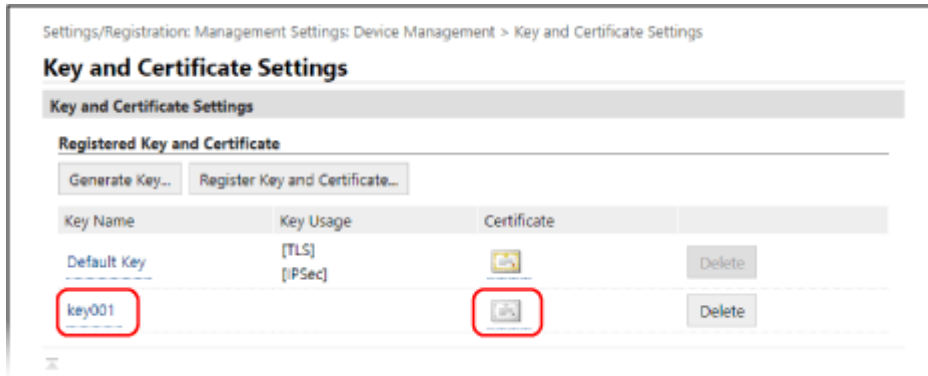 Settings/Registration: Management Settings: Device Management > Key and Certificate Settings
Key and Certificate Settings
Key and Certificate Settings
Registered Key and Certificate
Generate Key... Register Key and Certificate...
Key Name Key Usage Certificate
Default Key [TLS] Delete
[IPSec]
key001 Delete